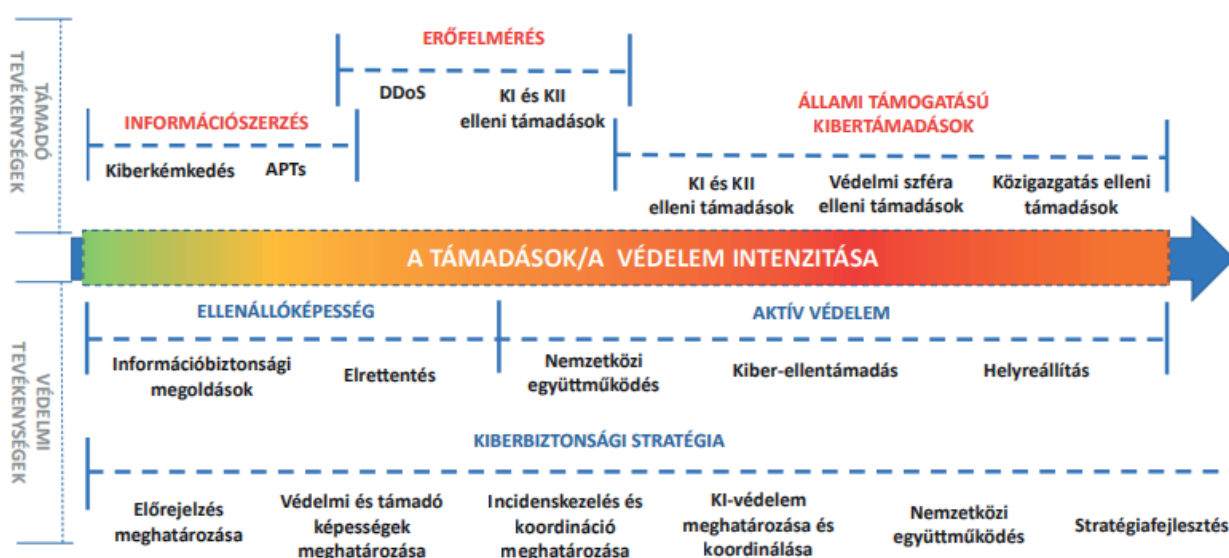 TÁMADÓ
TEVÉKENYSÉGEK
ERŐFELMÉRÉS
DDoS
KI és KII
elleni támadások
INFORMÁCIÓSZERZÉS
Kiberkémkedés
APTs
ÁLLAMI TÁMOGATÁSÚ
KIBERTÁMADÁSOK
KI és KII
elleni támadások
Védelmi szféra
elleni támadások
Közigazgatás elleni
támadások
A TÁMADÁSOK/A VÉDELEM INTENZITÁSA
VÉDELMI
TEVÉKENYSÉGEK
ELLENÁLLÓKÉPESSÉG
Információbiztonsági
megoldások
Elrettentés
AKTÍV VÉDELEM
Nemzetközi
együttműködés
Kiber-ellentámadás
Helyreállítás
KIBERBIZTONSÁGI STRATÉGIA
Előrejelzés
meghatározása
Védelmi és támadó
képességek
meghatározása
Incidenskezelés és
koordináció
meghatározása
KI-védelem
meghatározása és
koordinálása
Nemzetközi
együttműködés
Stratégiafejlesztés